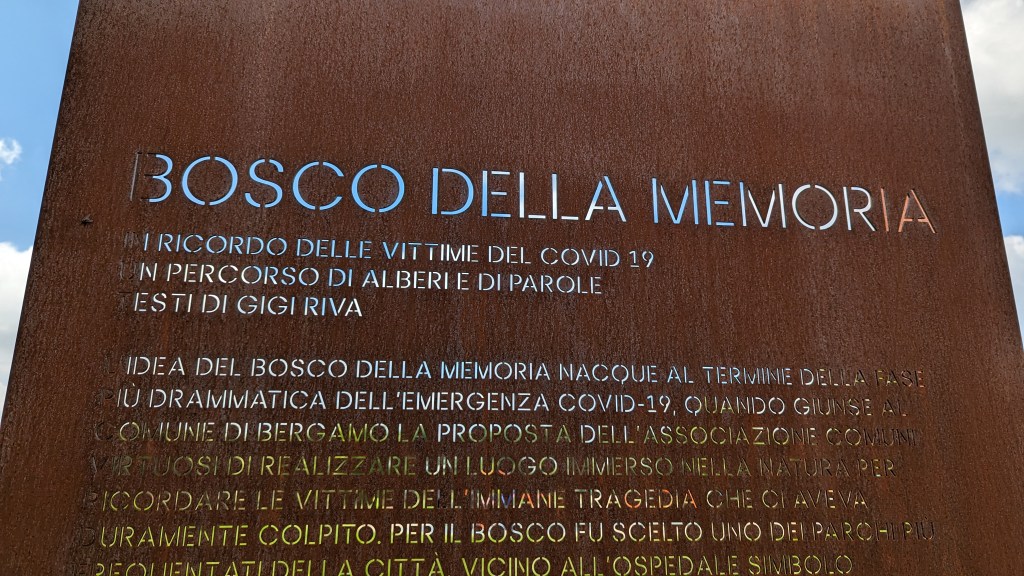 BOSCO DELLA MEMORIA
IN RICORDO DELLE VITTIME DEL COVID 19
UN PERCORSO DI ALBERI E DI PAROLE
TESTI DI GIGI RIVA
L'IDEA DEL BOSCO DELLA MEMORIA NACQUE AL TERMINE DELLA FASE
PIÙ DRAMMATICA DELL'EMERGENZA COVID-19, QUANDO GIUNSE AL
COMUNE DI BERGAMO LA PROPOSTA DELL'ASSOCIAZIONE COMUNI
VIRTUOSI DI REALIZZARE UN LUOGO IMMERSO NELLA NATURA PER
RICORDARE LE VITTIME DELL'IMMANE TRAGEDIA CHE CI AVEVA
DURAMENTE COLPITO. PER IL BOSCO FU SCELTO UNO DEI PARCHI PIÙ
FREQUENTATI DELLA CITTÀ, VICINO ALL'OSPEDALE SIMBOLO